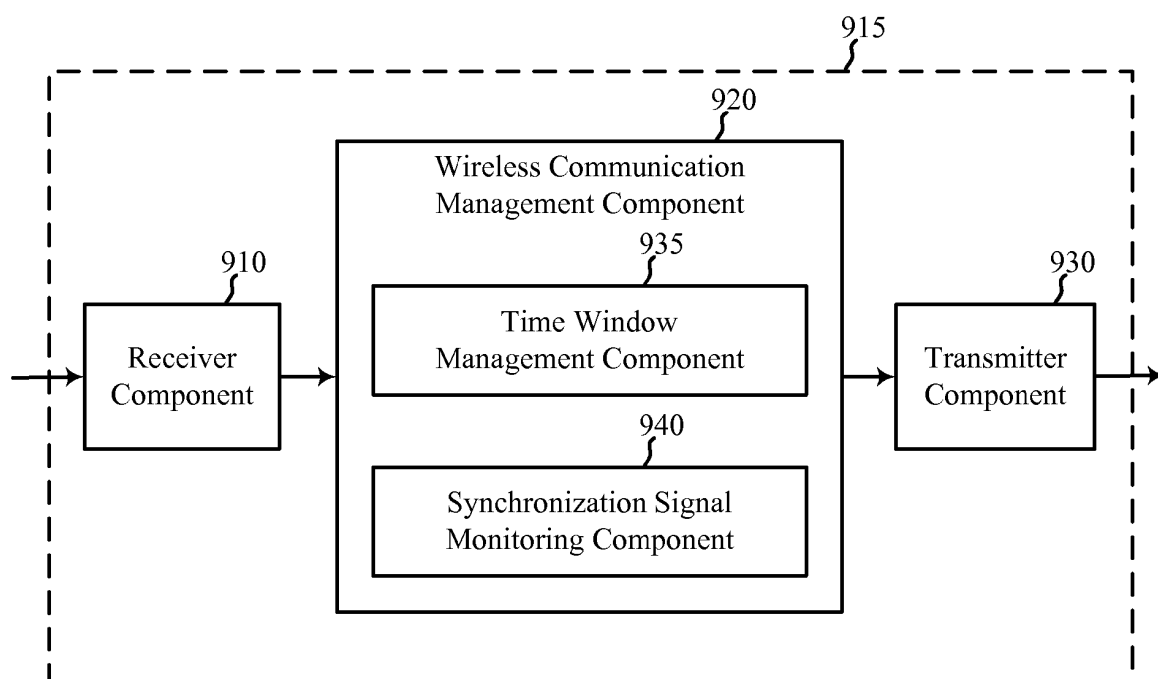 915
920
Wireless Communication
Management Component
935
910
930
Time Window
Management Component
Receiver
Component
Transmitter
Component
940
Synchronization Signal
Monitoring Component